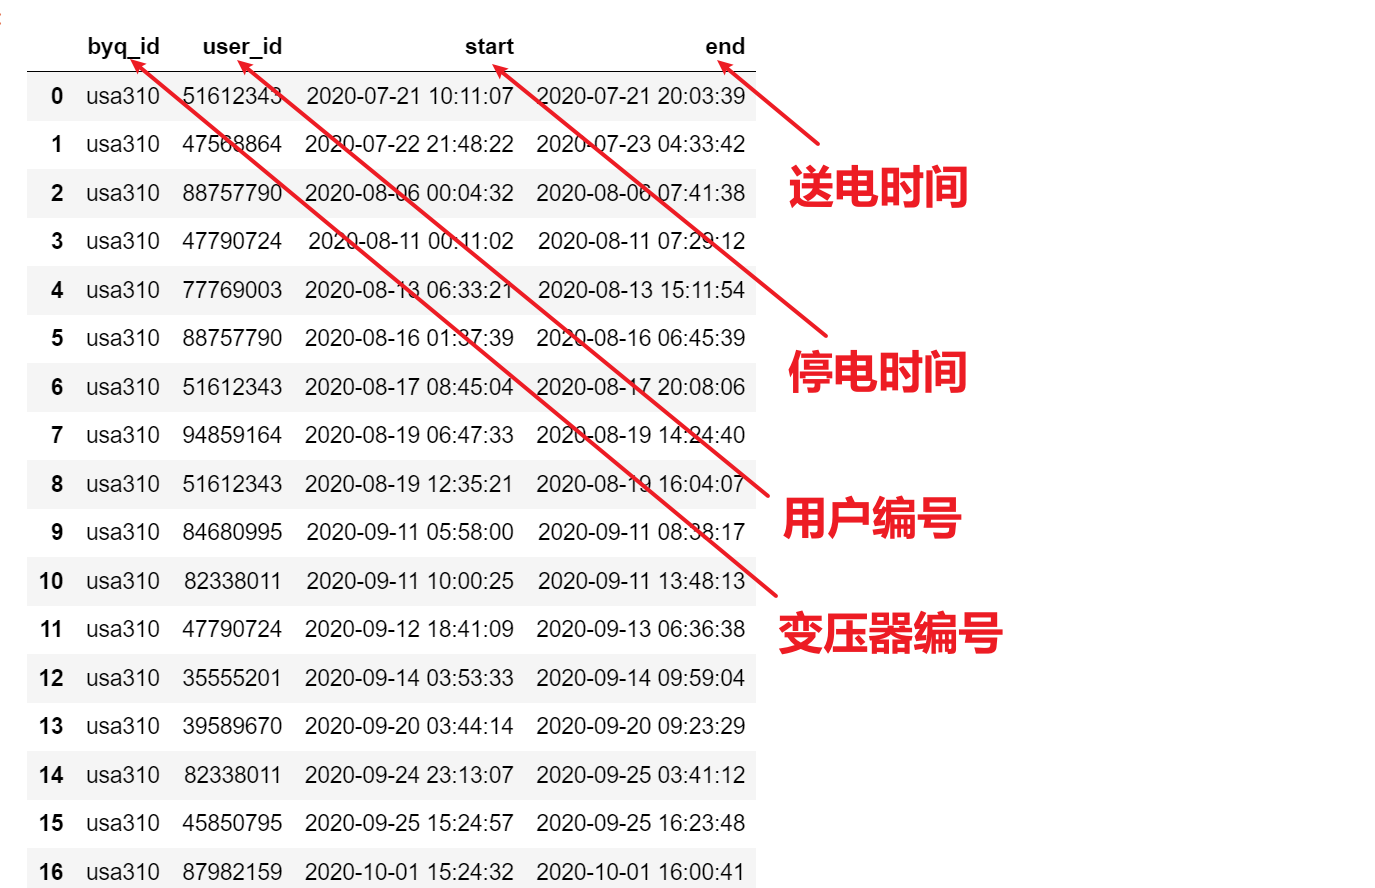 byq_id user_id start end
0 usa310 51612343 2020-07-21 10:11:07 2020-07-21 20:03:39
1 usa310 47568864 2020-07-22 21:48:22 2020-07-23 04:33:42
送电时间
2 usa310 88757790 2020-08-06 00:04:32 2020-08-06 07:41:38
3 usa310 47790724 2020-08-11 00:11:02 2020-08-11 07:29:12
4 usa310 77769003 2020-08-13 06:33:21 2020-08-13 15:11:54
5 usa310 88757790 2020-08-16 01:37:39 2020-08-16 06:45:39
停电时间
6 usa310 51612343 2020-08-17 08:45:04 2020-08-17 20:08:06
7 usa310 94859164 2020-08-19 06:47:33 2020-08-19 14:24:40
8 usa310 51612343 2020-08-19 12:35:21 2020-08-19 16:04:07
用户编号
9 usa310 84680995 2020-09-11 05:58:00 2020-09-11 08:38:17
10 usa310 82338011 2020-09-11 10:00:25 2020-09-11 13:48:13
11 usa310 47790724 2020-09-12 18:41:09 2020-09-13 06:36:38
变压器编号
12 usa310 35555201 2020-09-14 03:53:33 2020-09-14 09:59:04
13 usa310 39589670 2020-09-20 03:44:14 2020-09-20 09:23:29
14 usa310 82338011 2020-09-24 23:13:07 2020-09-25 03:41:12
15 usa310 45850795 2020-09-25 15:24:57 2020-09-25 16:23:48
16 usa310 87982159 2020-10-01 15:24:32 2020-10-01 16:00:41